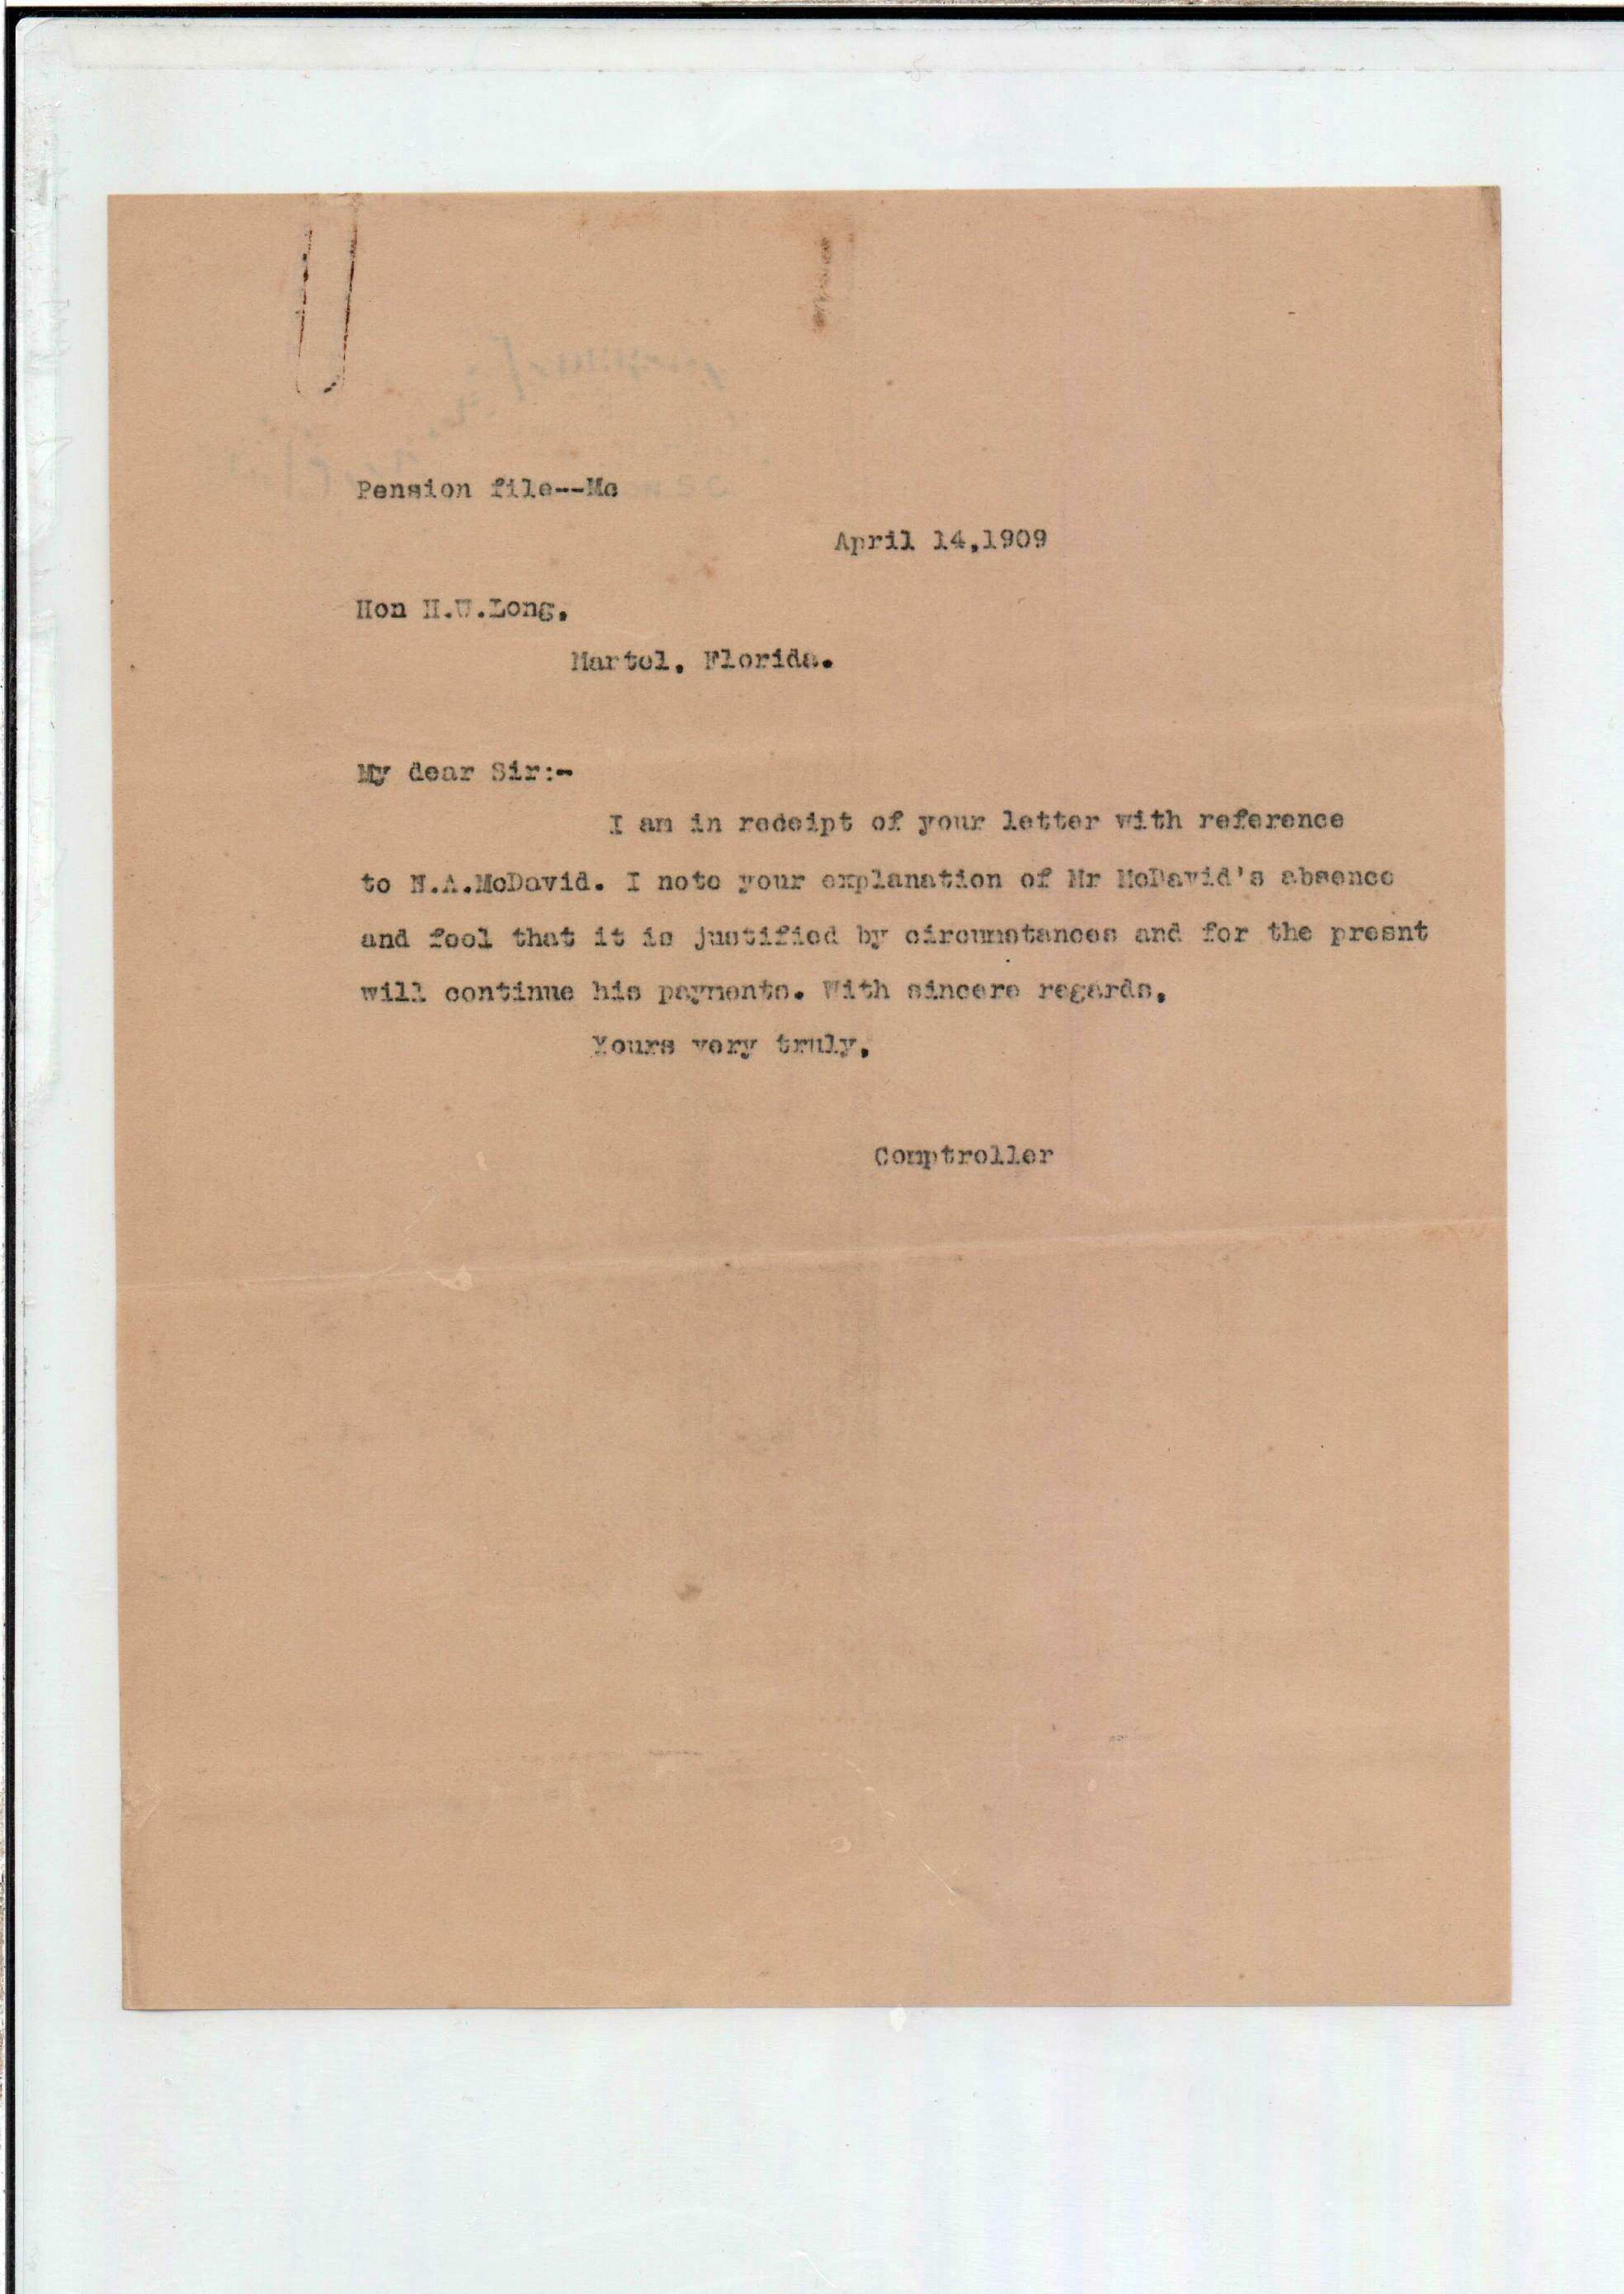 Pension file--Mc
April 14,1909
Hon H.W.Long,
Martel, Florida.
My dear Sir:-
I am in receipt of your letter with reference
to N.A.McDavid. I note your explanation of Mr McDavid's absence
and feel that it is justified by circumstances and for the presnt
will continue his payments. With sincere regards,
Yours very truly,
Comptroller